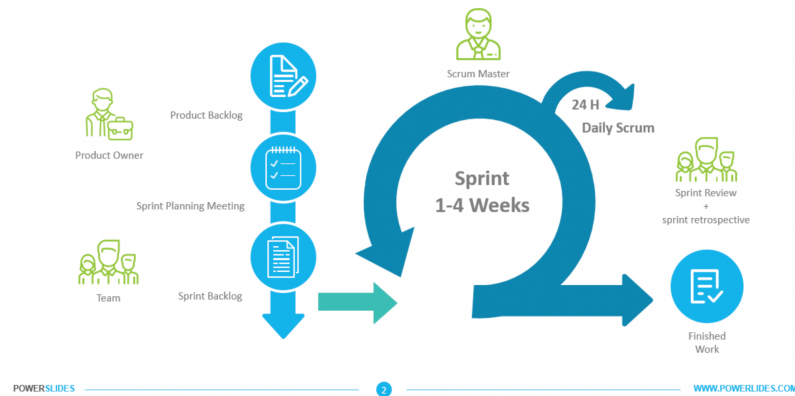 Scrum Master
24 H
Daily Scrum
Product Backlog
Product Owner
Sprint
1-4 Weeks
Sprint Planning Meeting
Sprint Review
+
sprint retrospective
Team
Sprint Backlog
Finished
Work
POWERSLIDES
2
WWW.POWERLIDES.COM